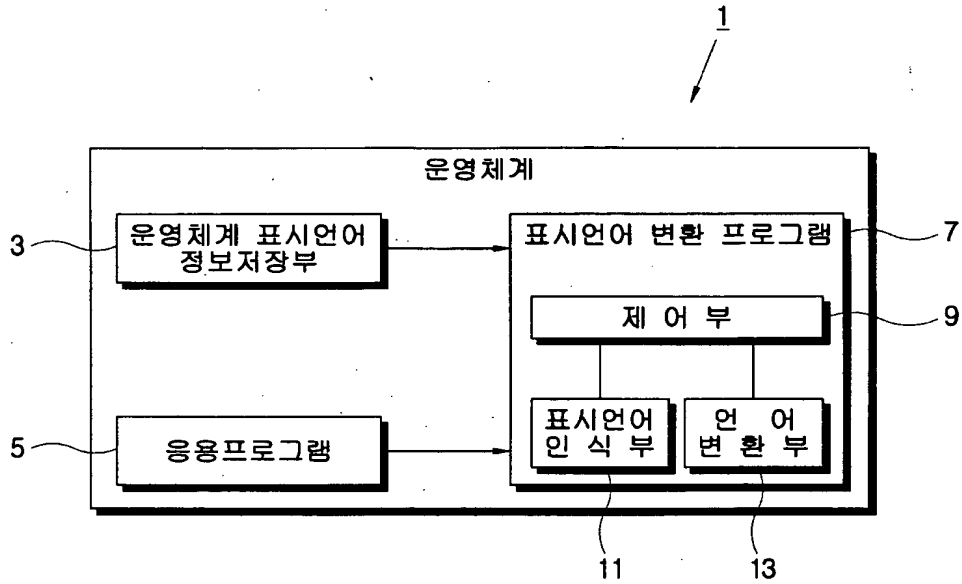 1
운영체계
3
운영체계 표시언어
정보저장부
표시언어 변환 프로그램
7
제 어 부
9
5
응용프로그램
표시언어
인 식 부
언 어
변 환 부
11
13